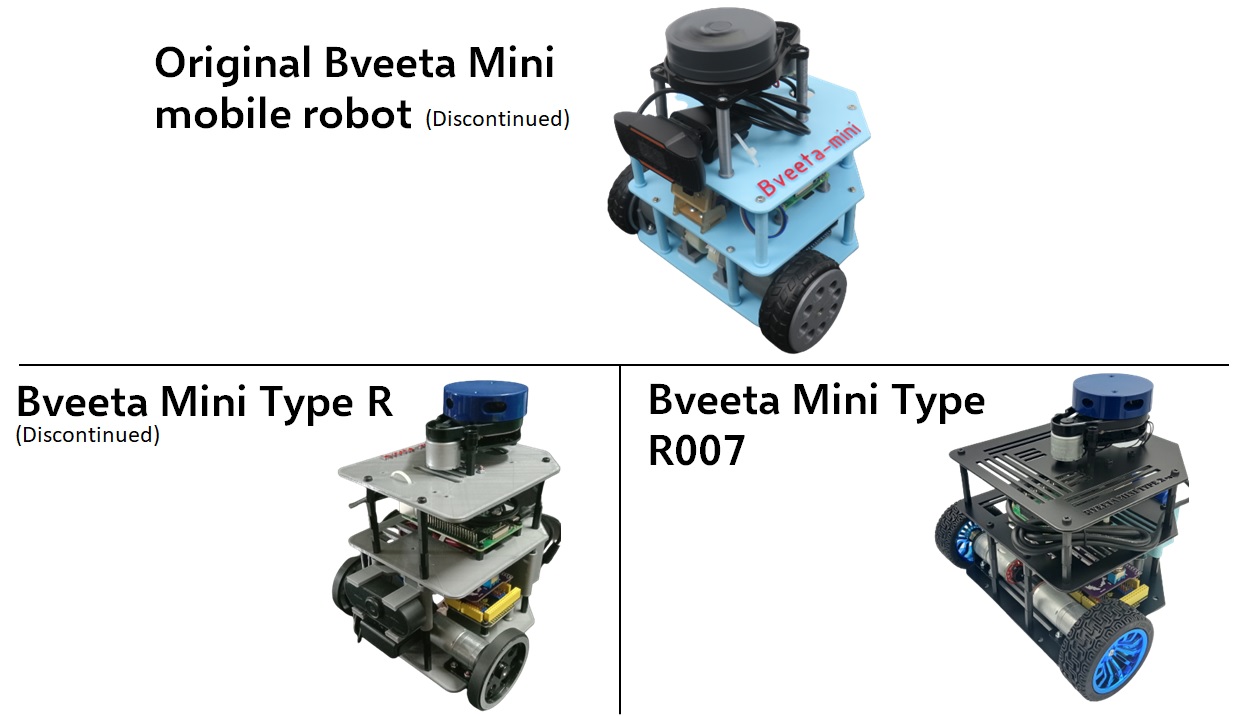 Original Bveeta Mini
mobile robot (Discontinued)
Bveeta-mini
Bveeta Mini Type R
(Discontinued)
Bveeta Mini Type
R007